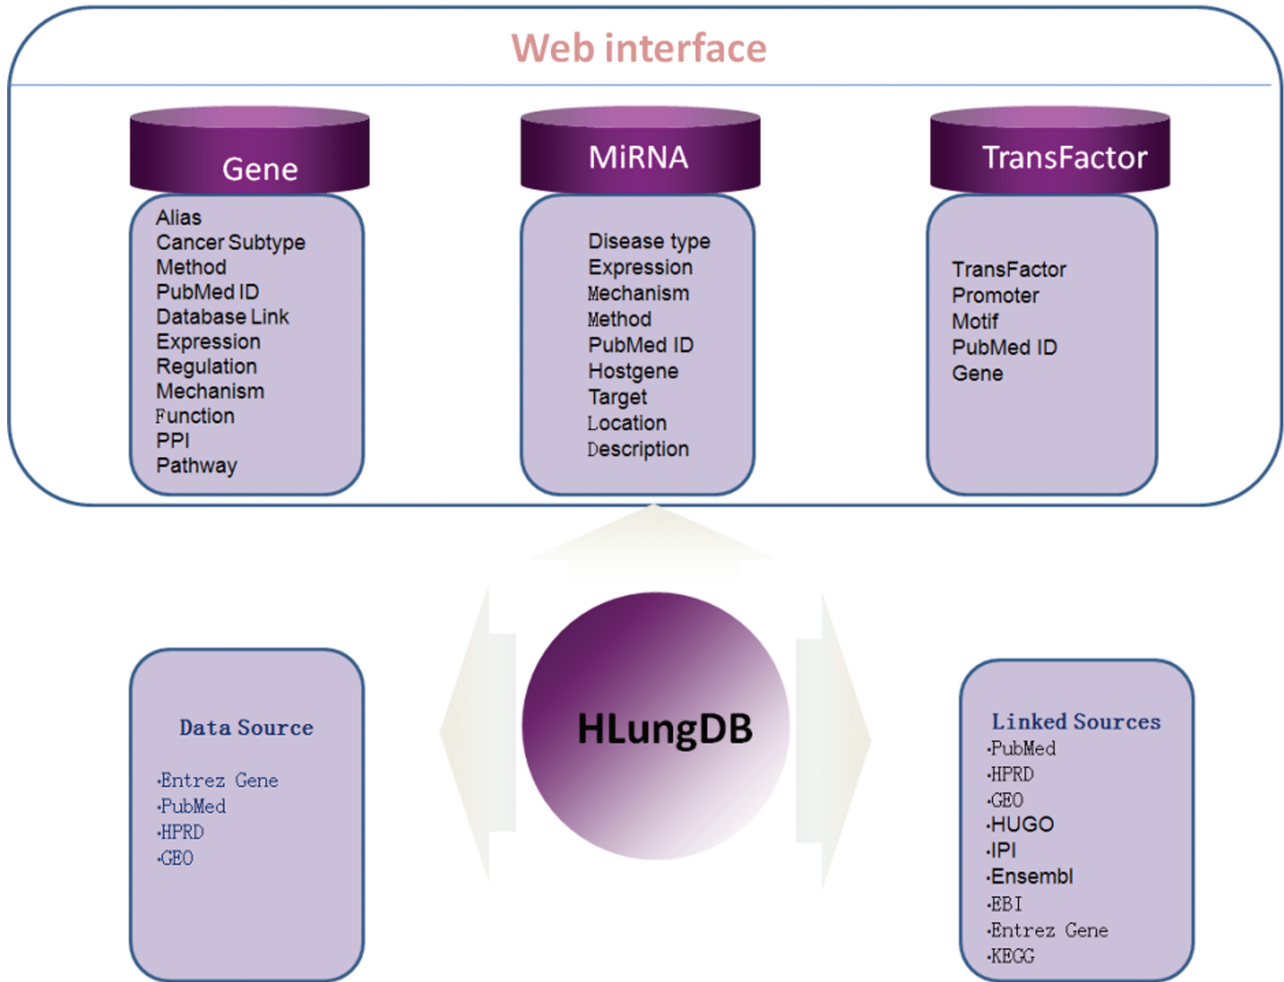 Web interface
Gene
Alias
Cancer Subtype
Method
PubMed ID
Database Link
Expression
Regulation
Mechanism
Function
PPI
Pathway
MiRNA
Disease type
Expression
Mechanism
Method
PubMed ID
Hostgene
Target
Location
Description
TransFactor
TransFactor
Promoter
Motif
PubMed ID
Gene
Data Source
·Entrez Gene
·PubMed
·HPRD
·GEO
HLungDB
Linked Sources
·PubMed
·HPRD
·GEO
·HUGO
·IPI
·Ensembl
·EBI
·Entrez Gene
·KEGG